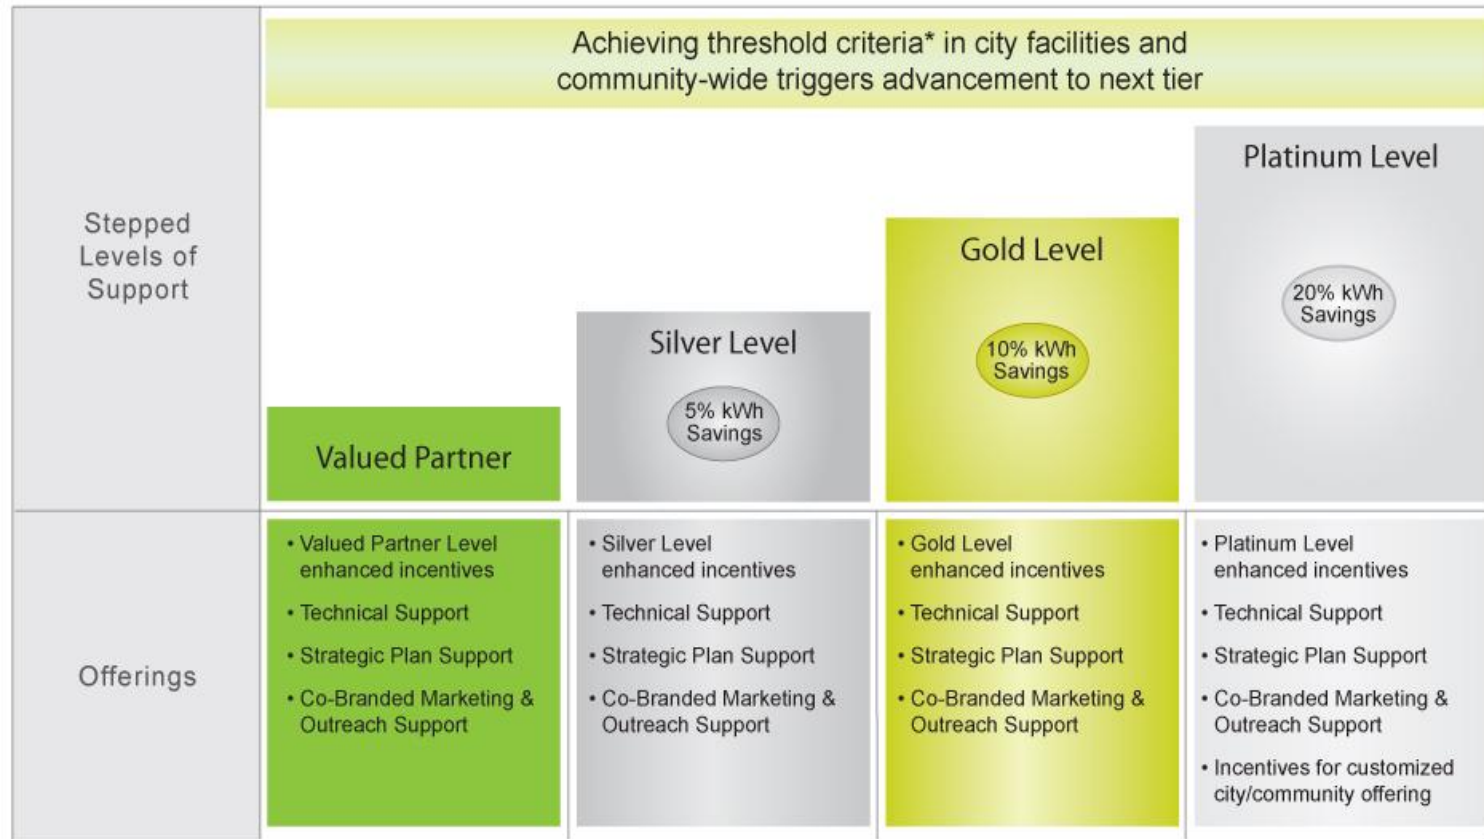 Achieving threshold criteria* in city facilities and
community-wide triggers advancement to next tier
Stepped
Levels of
Support
Valued Partner
Silver Level
5% kWh
Savings
Gold Level
10% kWh
Savings
Platinum Level
20% kWh
Savings
Offerings
• Valued Partner Level
enhanced incentives
• Technical Support
• Strategic Plan Support
• Co-Branded Marketing &
Outreach Support
• Silver Level
enhanced incentives
• Technical Support
• Strategic Plan Support
• Co-Branded Marketing &
Outreach Support
• Gold Level
enhanced incentives
• Technical Support
• Strategic Plan Support
• Co-Branded Marketing &
Outreach Support
• Platinum Level
enhanced incentives
• Technical Support
• Strategic Plan Support
• Co-Branded Marketing &
Outreach Support
• Incentives for customized
city/community offering